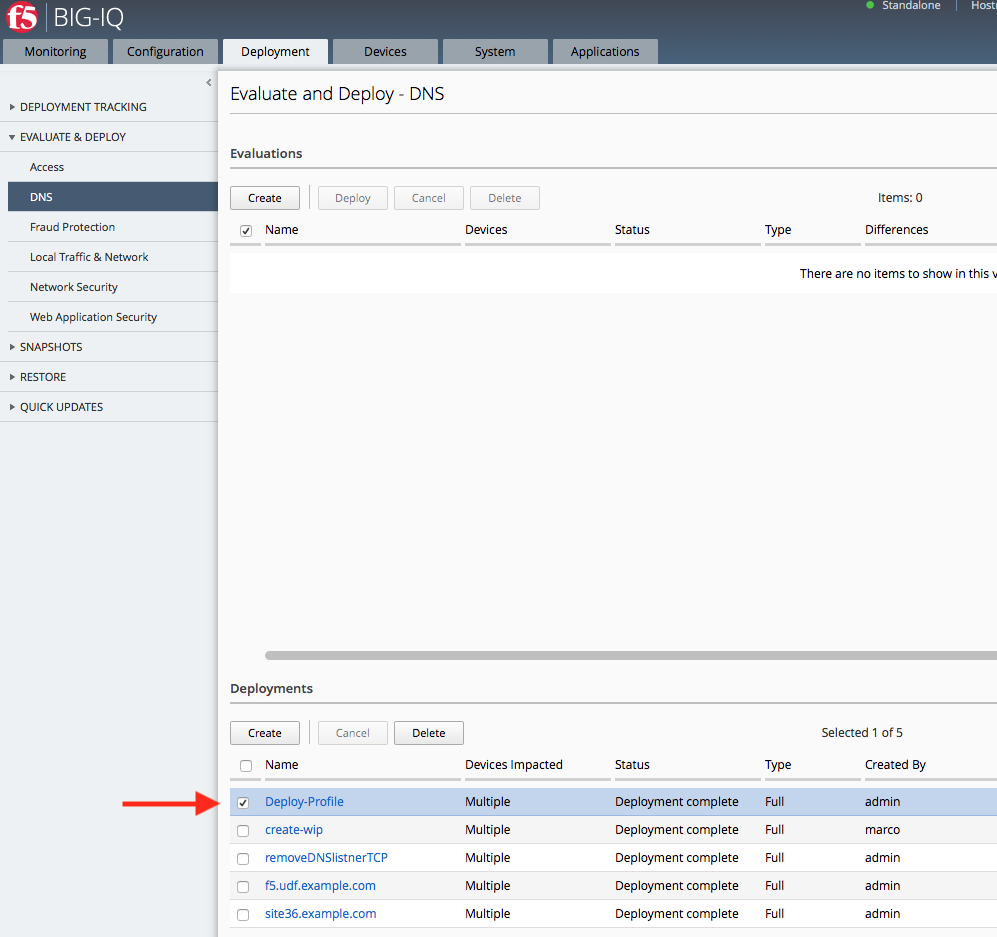 f5 BIG-IQ Standalone Hostn
Monitoring Configuration Deployment Devices System Applications
DEPLOYMENT TRACKING
EVALUATE & DEPLOY
Access
DNS
Fraud Protection
Local Traffic & Network
Network Security
Web Application Security
SNAPSHOTS
RESTORE
QUICK UPDATES
Evaluate and Deploy - DNS
Evaluations
Create Deploy Cancel Delete Items: 0
Name Devices Status Type Differences
There are no items to show in this v
Deployments
Create Cancel Delete Selected 1 of 5
Name Devices Impacted Status Type Created By
Deploy-Profile Multiple Deployment complete Full admin
create-wip Multiple Deployment complete Full marco
removeDNSlistnerTCP Multiple Deployment complete Full admin
f5.udf.example.com Multiple Deployment complete Full admin
site36.example.com Multiple Deployment complete Full admin